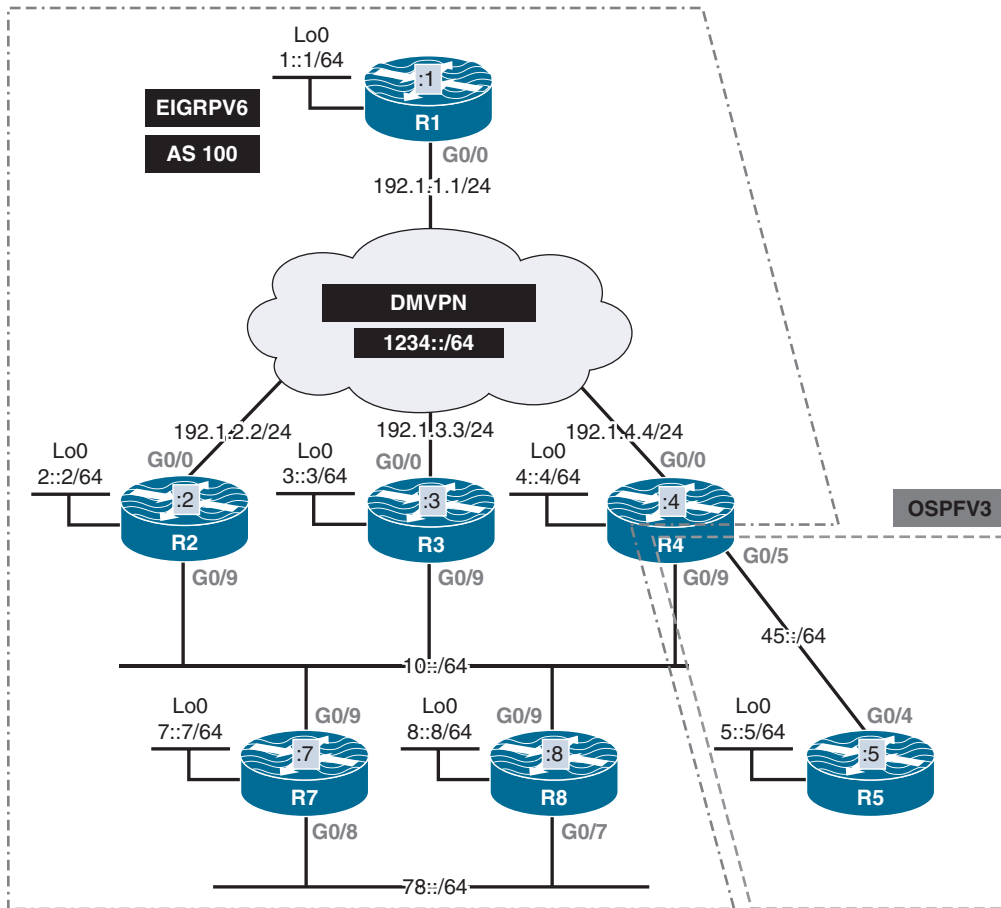 Lo0
1::1/64
:1
R1
EIGRPV6
AS 100
G0/0
192.1.1.1/24
DMVPN
1234::/64
192.1.2.2/24
192.1.3.3/24
192.1.4.4/24
Lo0
2::2/64
G0/0
:2
R2
G0/9
Lo0
3::3/64
G0/0
:3
R3
G0/9
Lo0
4::4/64
G0/0
:4
R4
G0/5
G0/9
OSPFV3
45::/64
10::/64
Lo0
7::7/64
G0/9
:7
R7
G0/8
Lo0
8::8/64
G0/9
:8
R8
G0/7
Lo0
5::5/64
G0/4
:5
R5
78::/64